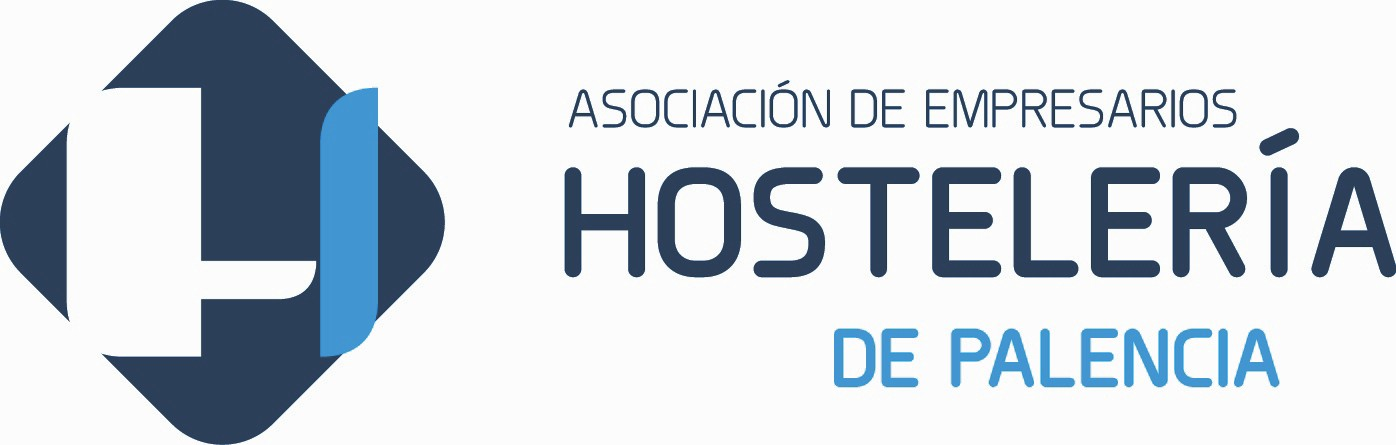 ASOCIACIÓN DE EMPRESARIOS
HOSTELERÍA
DE PALENCIA